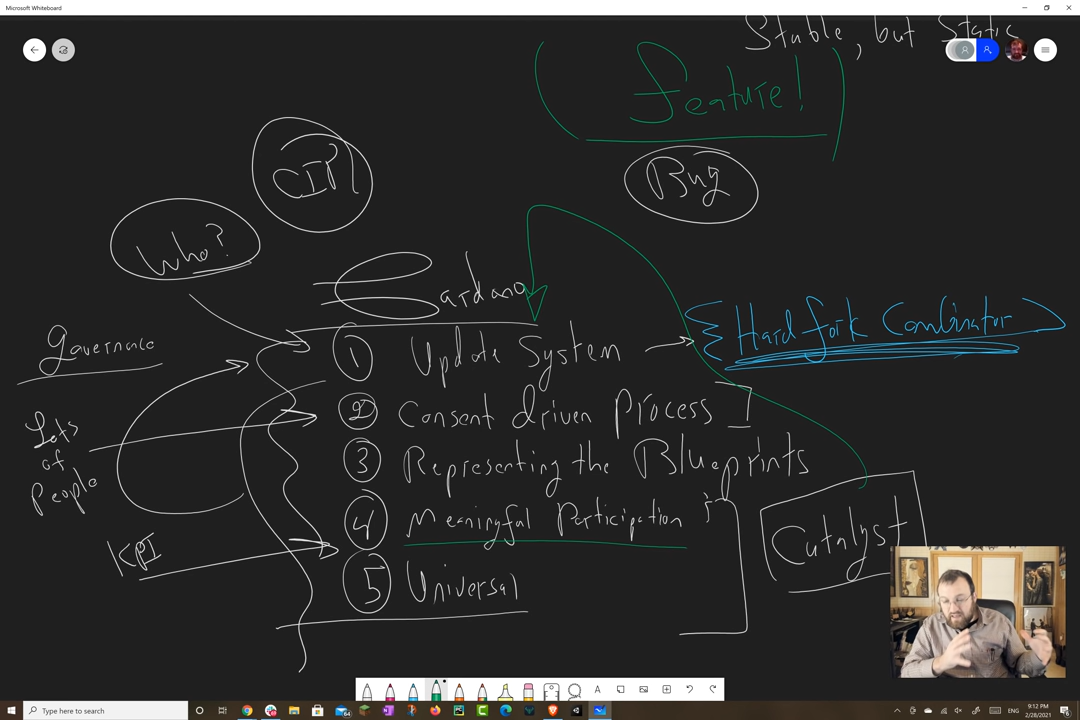 Microsoft Whiteboard
Stable, but Static
Feature!
Bug
CIP
Who?
Cardano
Governance
1 Update System
Hard fork Combinator
2 Consent driven Process
Lots
of
People
3 Representing the Blueprints
4 Meaningful Participation
Catalyst
KPI
5 Universal
A
Type here to search
64
ENG
9:12 PM
2/28/2021
6